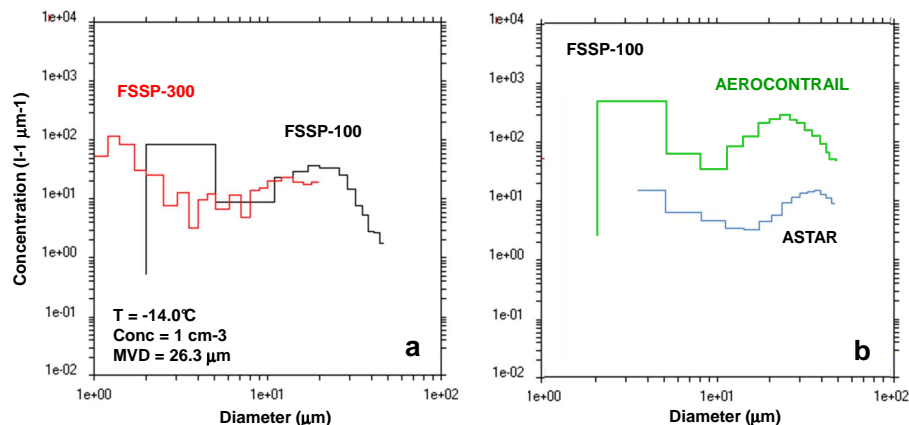 1e+04
1e+03
1e+02
1e+01
1e+00
1e-01
1e-02
Concentration (l-1 μm-1)
FSSP-300
FSSP-100
T = -14.0°C
Conc = 1 cm-3
MVD = 26.3 μm
a
1e+00
1e+01
1e+02
Diameter (μm)
1e+04
1e+03
1e+02
1e+01
1e+00
1e-01
1e-02
FSSP-100
AEROCONTRAIL
ASTAR
b
1e+00
1e+01
1e+02
Diameter (μm)